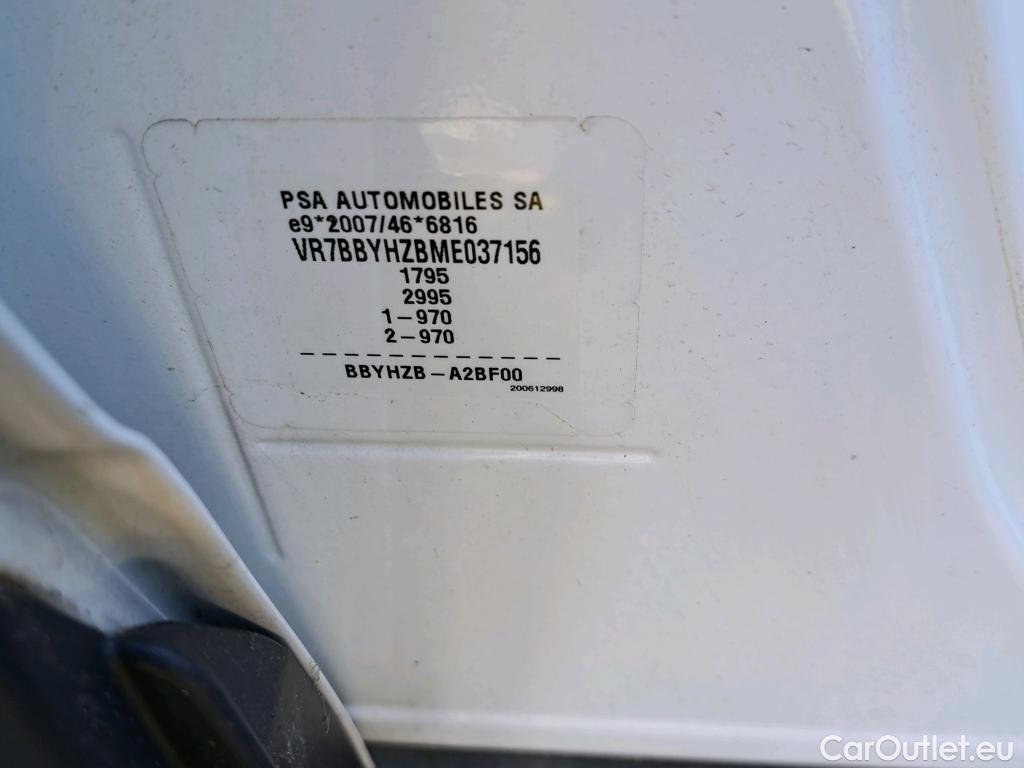 PSA AUTOMOBILES SA
e9*2007/46*6816
VR7BBYHZBME037156
1795
2995
1-970
2-970
BBYHZB-A2BF00
200612998
CarOutlet.eu